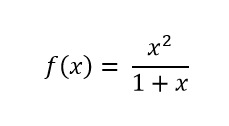 f(x) = x² / (1 + x)